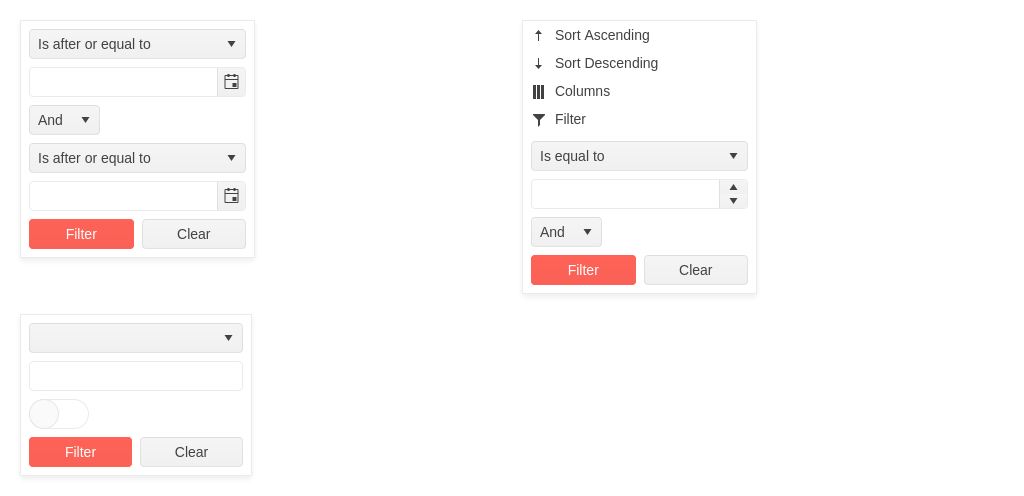 Is after or equal to
And
Is after or equal to
Filter Clear
Sort Ascending
Sort Descending
Columns
Filter
Is equal to
And
Filter Clear
Filter Clear